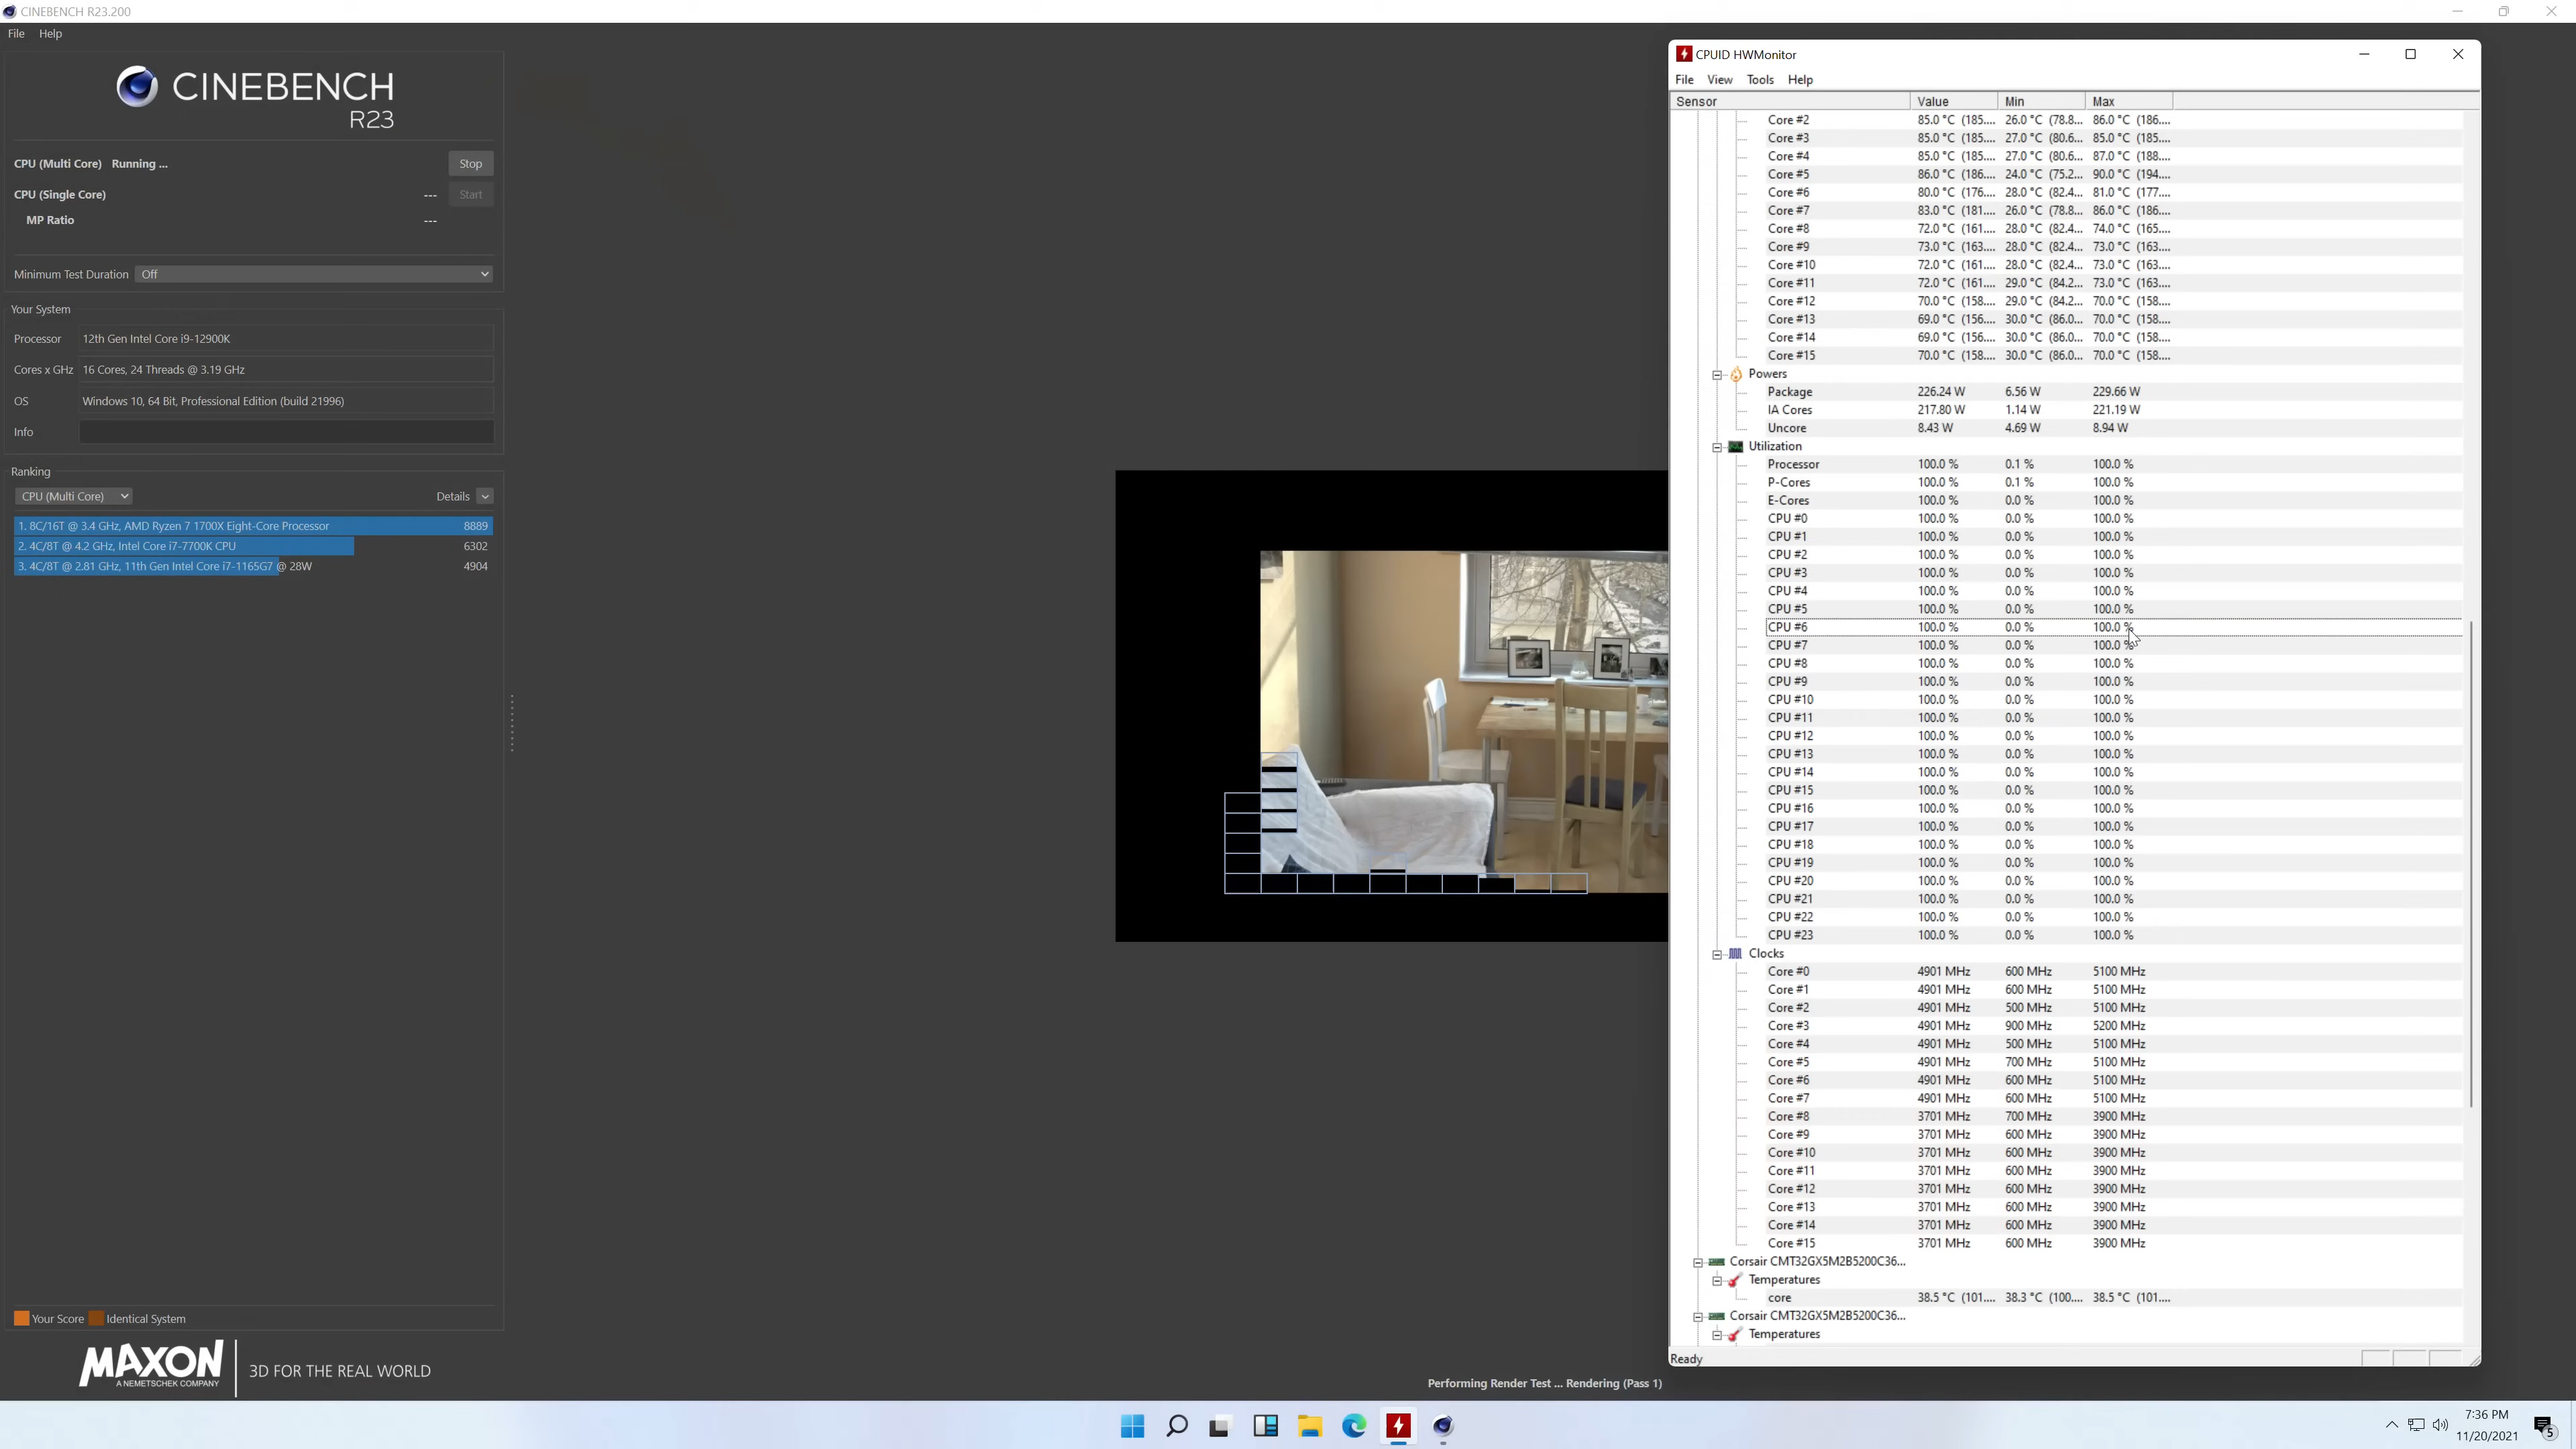 CINEBENCH R23.200
File Help
CINEBENCH
R23
CPU (Multi Core) Running ... Stop
CPU (Single Core) --- Start
MP Ratio ---
Minimum Test Duration Off
Your System
Processor 12th Gen Intel Core i9-12900K
Cores x GHz 16 Cores, 24 Threads @ 3.19 GHz
OS Windows 10, 64 Bit, Professional Edition (build 21996)
Info
Ranking
CPU (Multi Core) Details
1. 8C/16T @ 3.4 GHz, AMD Ryzen 7 1700X Eight-Core Processor 8889
2. 4C/8T @ 4.2 GHz, Intel Core i7-7700K CPU 6302
3. 4C/8T @ 2.81 GHz, 11th Gen Intel Core i7-1165G7 @ 28W 4904
Your Score Identical System
MAXON
A NEMETSCHEK COMPANY
3D FOR THE REAL WORLD
Performing Render Test ... Rendering (Pass 1)
CPUID HWMonitor
File View Tools Help
Sensor Value Min Max
Core #2 85.0 °C (185.... 26.0 °C (78.8... 86.0 °C (186....
Core #3 85.0 °C (185.... 27.0 °C (80.6... 85.0 °C (185....
Core #4 85.0 °C (185.... 27.0 °C (80.6... 87.0 °C (188....
Core #5 86.0 °C (186.... 24.0 °C (75.2... 90.0 °C (194....
Core #6 80.0 °C (176.... 28.0 °C (82.4... 81.0 °C (177....
Core #7 83.0 °C (181.... 26.0 °C (78.8... 86.0 °C (186....
Core #8 72.0 °C (161.... 28.0 °C (82.4... 74.0 °C (165....
Core #9 73.0 °C (163.... 28.0 °C (82.4... 73.0 °C (163....
Core #10 72.0 °C (161.... 28.0 °C (82.4... 73.0 °C (163....
Core #11 72.0 °C (161.... 29.0 °C (84.2... 73.0 °C (163....
Core #12 70.0 °C (158.... 29.0 °C (84.2... 70.0 °C (158....
Core #13 69.0 °C (156.... 30.0 °C (86.0... 70.0 °C (158....
Core #14 69.0 °C (156.... 30.0 °C (86.0... 70.0 °C (158....
Core #15 70.0 °C (158.... 30.0 °C (86.0... 70.0 °C (158....
Powers
Package 226.24 W 6.56 W 229.66 W
IA Cores 217.80 W 1.14 W 221.19 W
Uncore 8.43 W 4.69 W 8.94 W
Utilization
Processor 100.0 % 0.1 % 100.0 %
P-Cores 100.0 % 0.1 % 100.0 %
E-Cores 100.0 % 0.0 % 100.0 %
CPU #0 100.0 % 0.0 % 100.0 %
CPU #1 100.0 % 0.0 % 100.0 %
CPU #2 100.0 % 0.0 % 100.0 %
CPU #3 100.0 % 0.0 % 100.0 %
CPU #4 100.0 % 0.0 % 100.0 %
CPU #5 100.0 % 0.0 % 100.0 %
CPU #6 100.0 % 0.0 % 100.0 %
CPU #7 100.0 % 0.0 % 100.0 %
CPU #8 100.0 % 0.0 % 100.0 %
CPU #9 100.0 % 0.0 % 100.0 %
CPU #10 100.0 % 0.0 % 100.0 %
CPU #11 100.0 % 0.0 % 100.0 %
CPU #12 100.0 % 0.0 % 100.0 %
CPU #13 100.0 % 0.0 % 100.0 %
CPU #14 100.0 % 0.0 % 100.0 %
CPU #15 100.0 % 0.0 % 100.0 %
CPU #16 100.0 % 0.0 % 100.0 %
CPU #17 100.0 % 0.0 % 100.0 %
CPU #18 100.0 % 0.0 % 100.0 %
CPU #19 100.0 % 0.0 % 100.0 %
CPU #20 100.0 % 0.0 % 100.0 %
CPU #21 100.0 % 0.0 % 100.0 %
CPU #22 100.0 % 0.0 % 100.0 %
CPU #23 100.0 % 0.0 % 100.0 %
Clocks
Core #0 4901 MHz 600 MHz 5100 MHz
Core #1 4901 MHz 600 MHz 5100 MHz
Core #2 4901 MHz 500 MHz 5100 MHz
Core #3 4901 MHz 900 MHz 5200 MHz
Core #4 4901 MHz 500 MHz 5100 MHz
Core #5 4901 MHz 700 MHz 5100 MHz
Core #6 4901 MHz 600 MHz 5100 MHz
Core #7 4901 MHz 600 MHz 5100 MHz
Core #8 3701 MHz 700 MHz 3900 MHz
Core #9 3701 MHz 600 MHz 3900 MHz
Core #10 3701 MHz 600 MHz 3900 MHz
Core #11 3701 MHz 600 MHz 3900 MHz
Core #12 3701 MHz 600 MHz 3900 MHz
Core #13 3701 MHz 600 MHz 3900 MHz
Core #14 3701 MHz 600 MHz 3900 MHz
Core #15 3701 MHz 600 MHz 3900 MHz
Corsair CMT32GX5M2B5200C36...
Temperatures
core 38.5 °C (101.... 38.3 °C (100.... 38.5 °C (101....
Corsair CMT32GX5M2B5200C36...
Temperatures
Ready
7:36 PM
11/20/2021
5